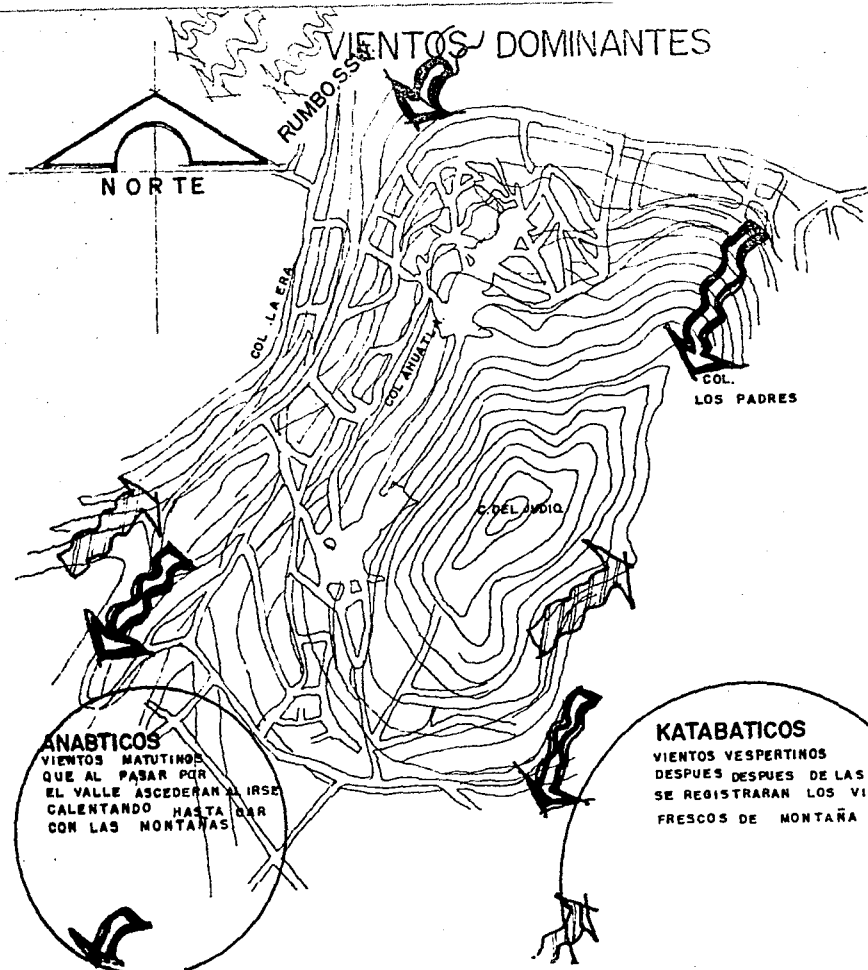 VIENTOS DOMINANTES
RUMBO S.S.
NORTE
COL. LA ERA
COL AHUATLA.
COL.
LOS PADRES
C. DEL JUDIO
ANABTICOS
VIENTOS MATUTINOS
QUE AL PASAR POR
EL VALLE ASCEDERAN AL IRSE
CALENTANDO HASTA DAR
CON LAS MONTAÑAS
KATABATICOS
VIENTOS VESPERTINOS
DESPUES DESPUES DE LAS
SE REGISTRARAN LOS VI
FRESCOS DE MONTAÑA